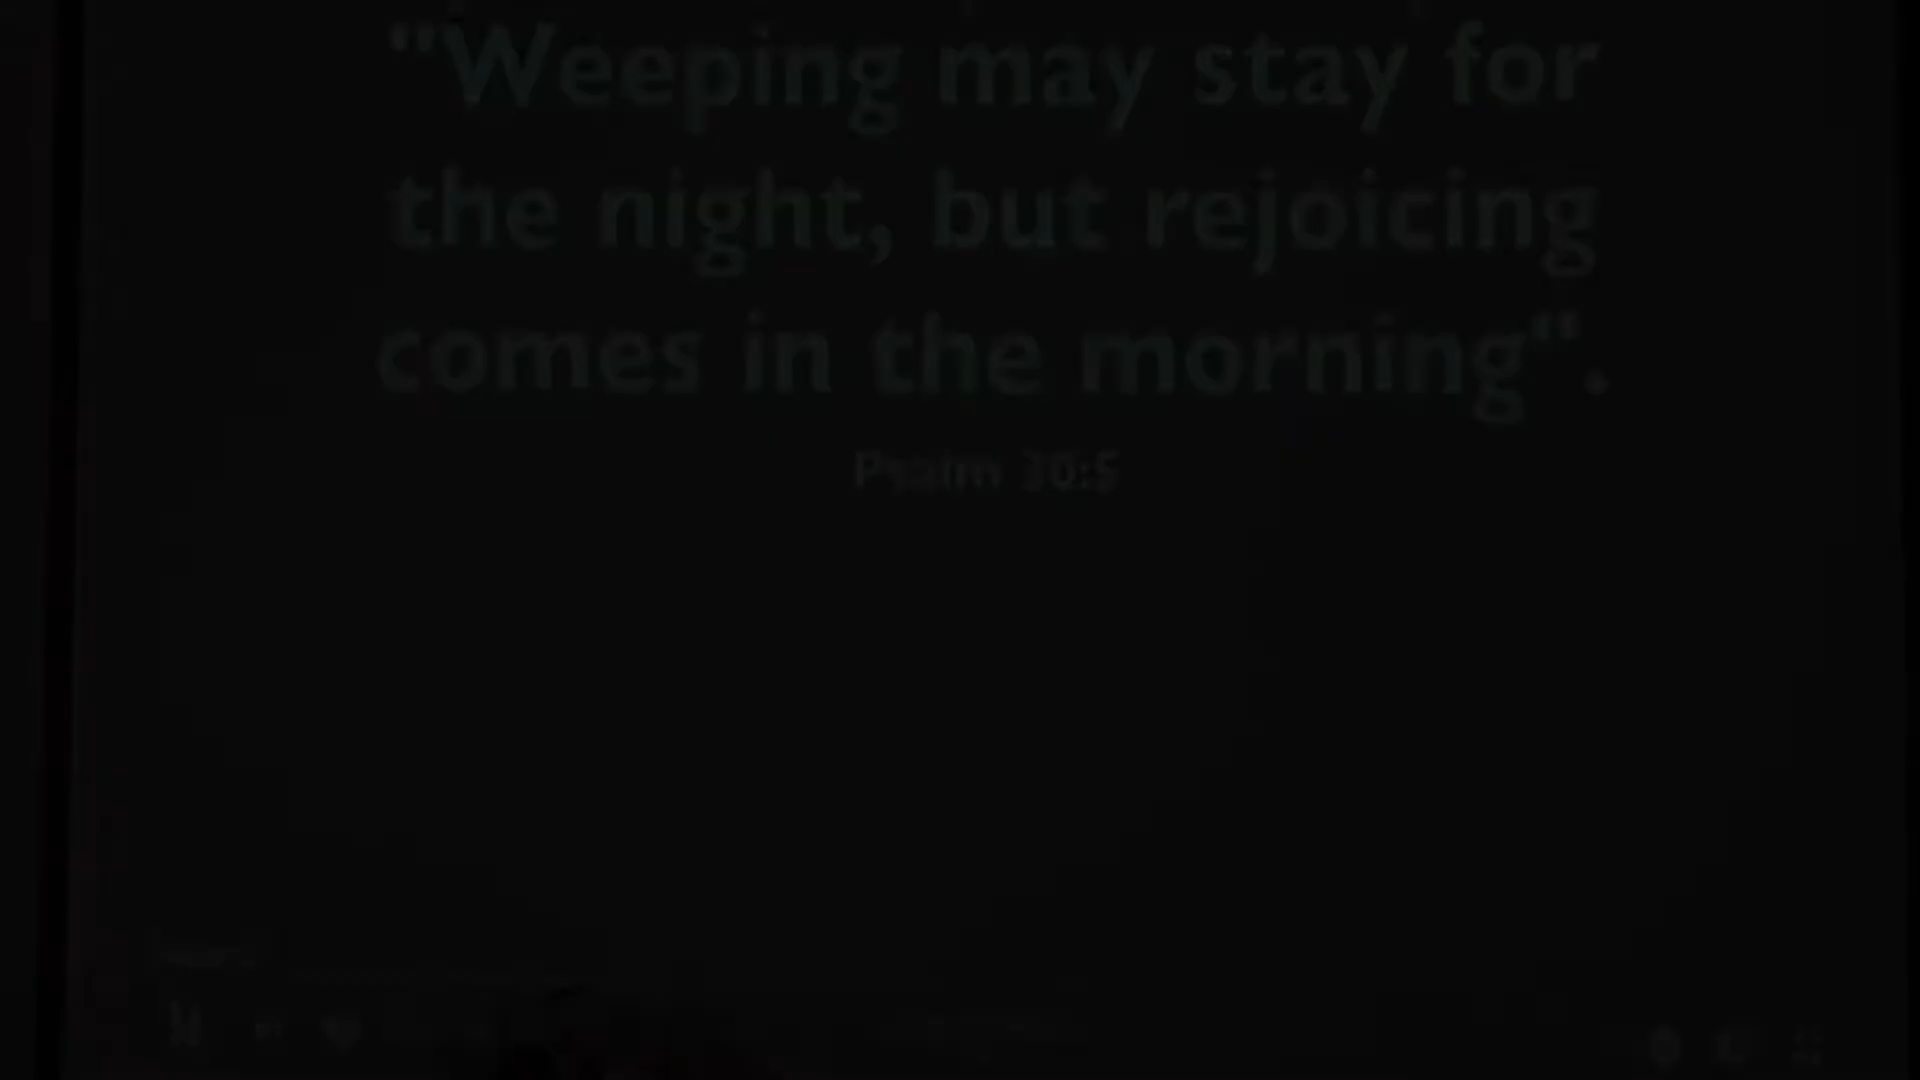 "Weeping may stay for
the night, but rejoicing
comes in the morning".
Psalm 30:5